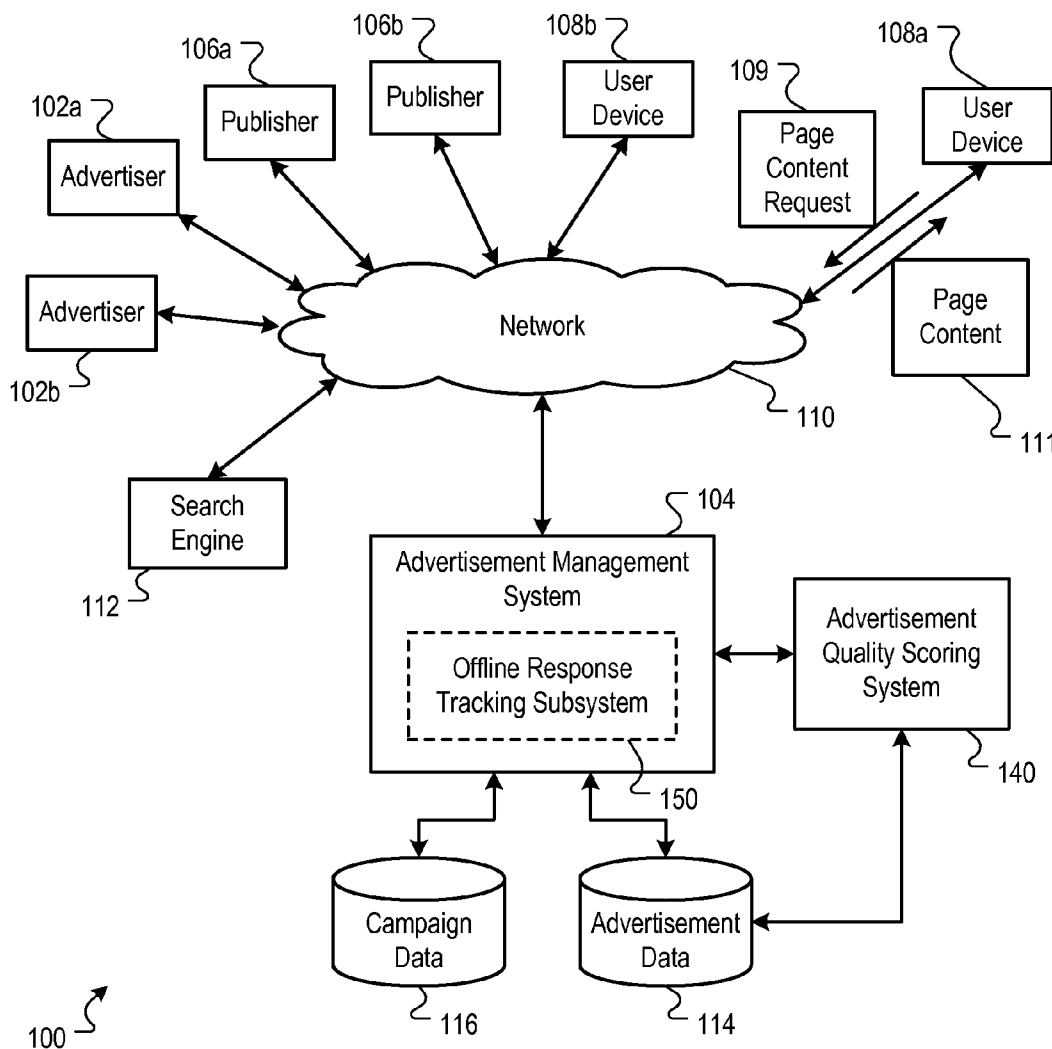 106b
108b
108a
106a
109
102a
Publisher
User
Device
User
Device
Publisher
Page
Content
Request
Advertiser
Advertiser
Network
Page
Content
102b
110
111
Search
Engine
104
112
Advertisement Management
System
Advertisement
Quality Scoring
System
Offline Response
Tracking Subsystem
150
140
Campaign
Data
Advertisement
Data
116
114
100